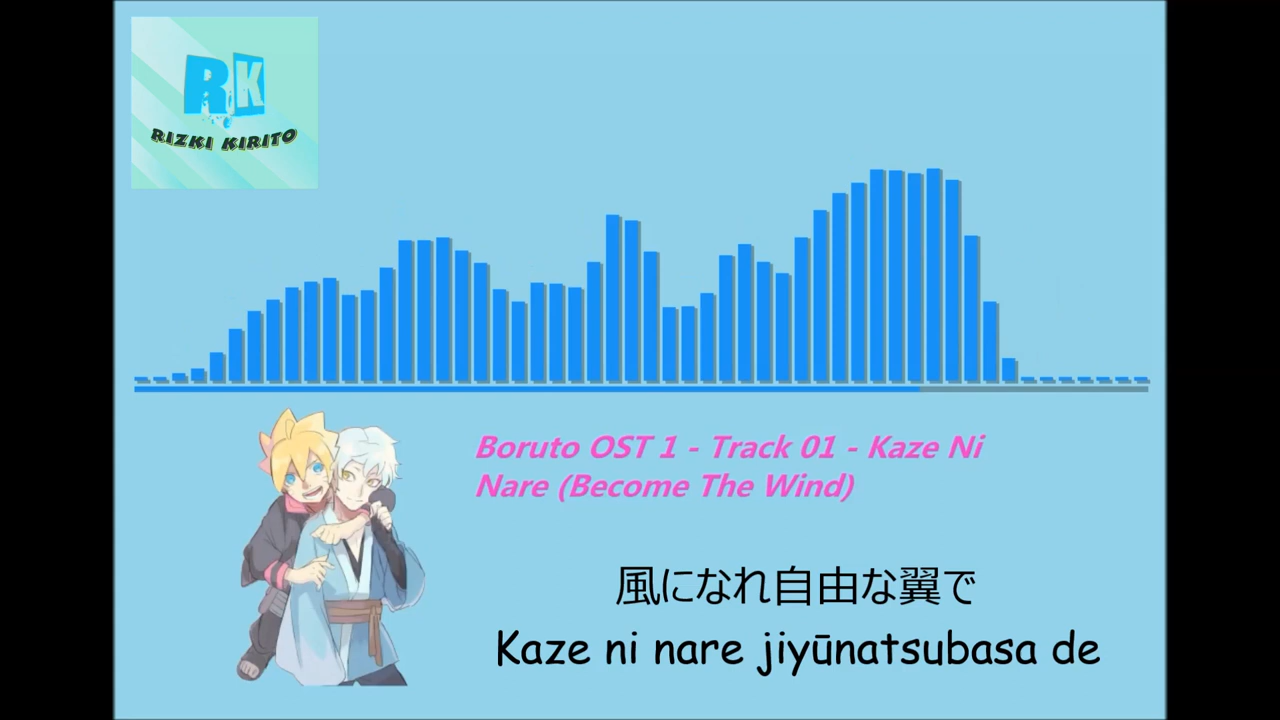 RK
RIZKI KIRITO
Boruto OST 1 - Track 01 - Kaze Ni
Nare (Become The Wind)
風になれ自由な翼で
Kaze ni nare jiyūnatsubasa de